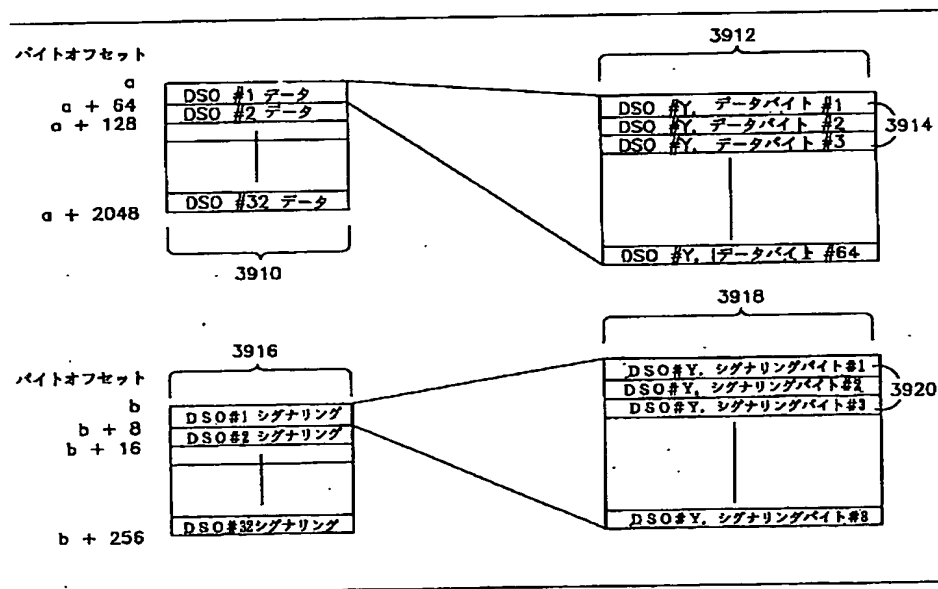 3912
バイトオフセット
a
a + 64
a + 128
a + 2048
DSO #1 データ
DSO #2 データ
DSO #32 データ
3910
DSO #Y, データバイト #1
DSO #Y, データバイト #2
DSO #Y, データバイト #3
DSO #Y, データバイト #64
3914
3918
3916
バイトオフセット
b
b + 8
b + 16
b + 256
DSO#1 シグナリング
DSO#2 シグナリング
DSO#32シグナリング
DSO#Y, シグナリングバイト#1
DSO#Y, シグナリングバイト#2
DSO#Y, シグナリングバイト#3
DSO#Y, シグナリングバイト#8
3920